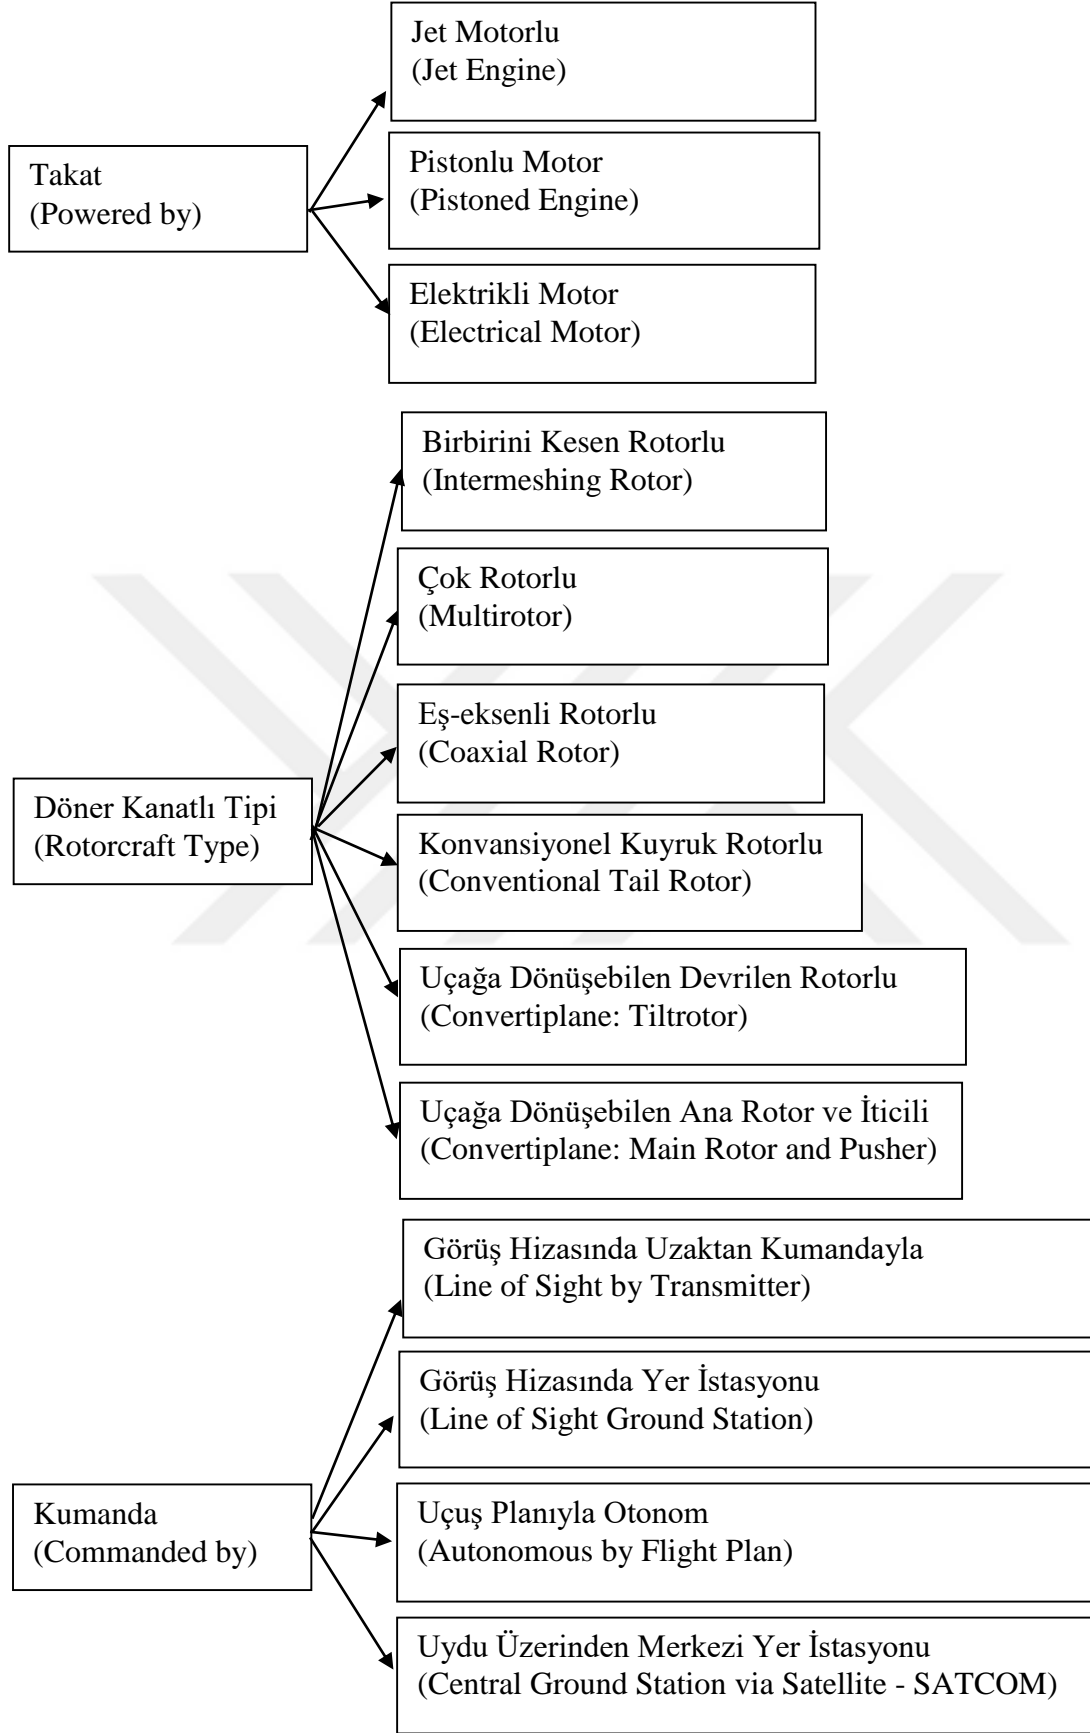 Jet Motorlu
(Jet Engine)
Takat
(Powered by)
Pistonlu Motor
(Pistoned Engine)
Elektrikli Motor
(Electrical Motor)
Birbirini Kesen Rotorlu
(Intermeshing Rotor)
Çok Rotorlu
(Multirotor)
Eş-eksenli Rotorlu
(Coaxial Rotor)
Döner Kanatlı Tipi
(Rotorcraft Type)
Konvansiyonel Kuyruk Rotorlu
(Conventional Tail Rotor)
Uçağa Dönüşebilen Devrilen Rotorlu
(Convertiplane: Tiltrotor)
Uçağa Dönüşebilen Ana Rotor ve İticili
(Convertiplane: Main Rotor and Pusher)
Görüş Hizasında Uzaktan Kumandayla
(Line of Sight by Transmitter)
Görüş Hizasında Yer İstasyonu
(Line of Sight Ground Station)
Kumanda
(Commanded by)
Uçuş Planıyla Otonom
(Autonomous by Flight Plan)
Uydu Üzerinden Merkezi Yer İstasyonu
(Central Ground Station via Satellite - SATCOM)